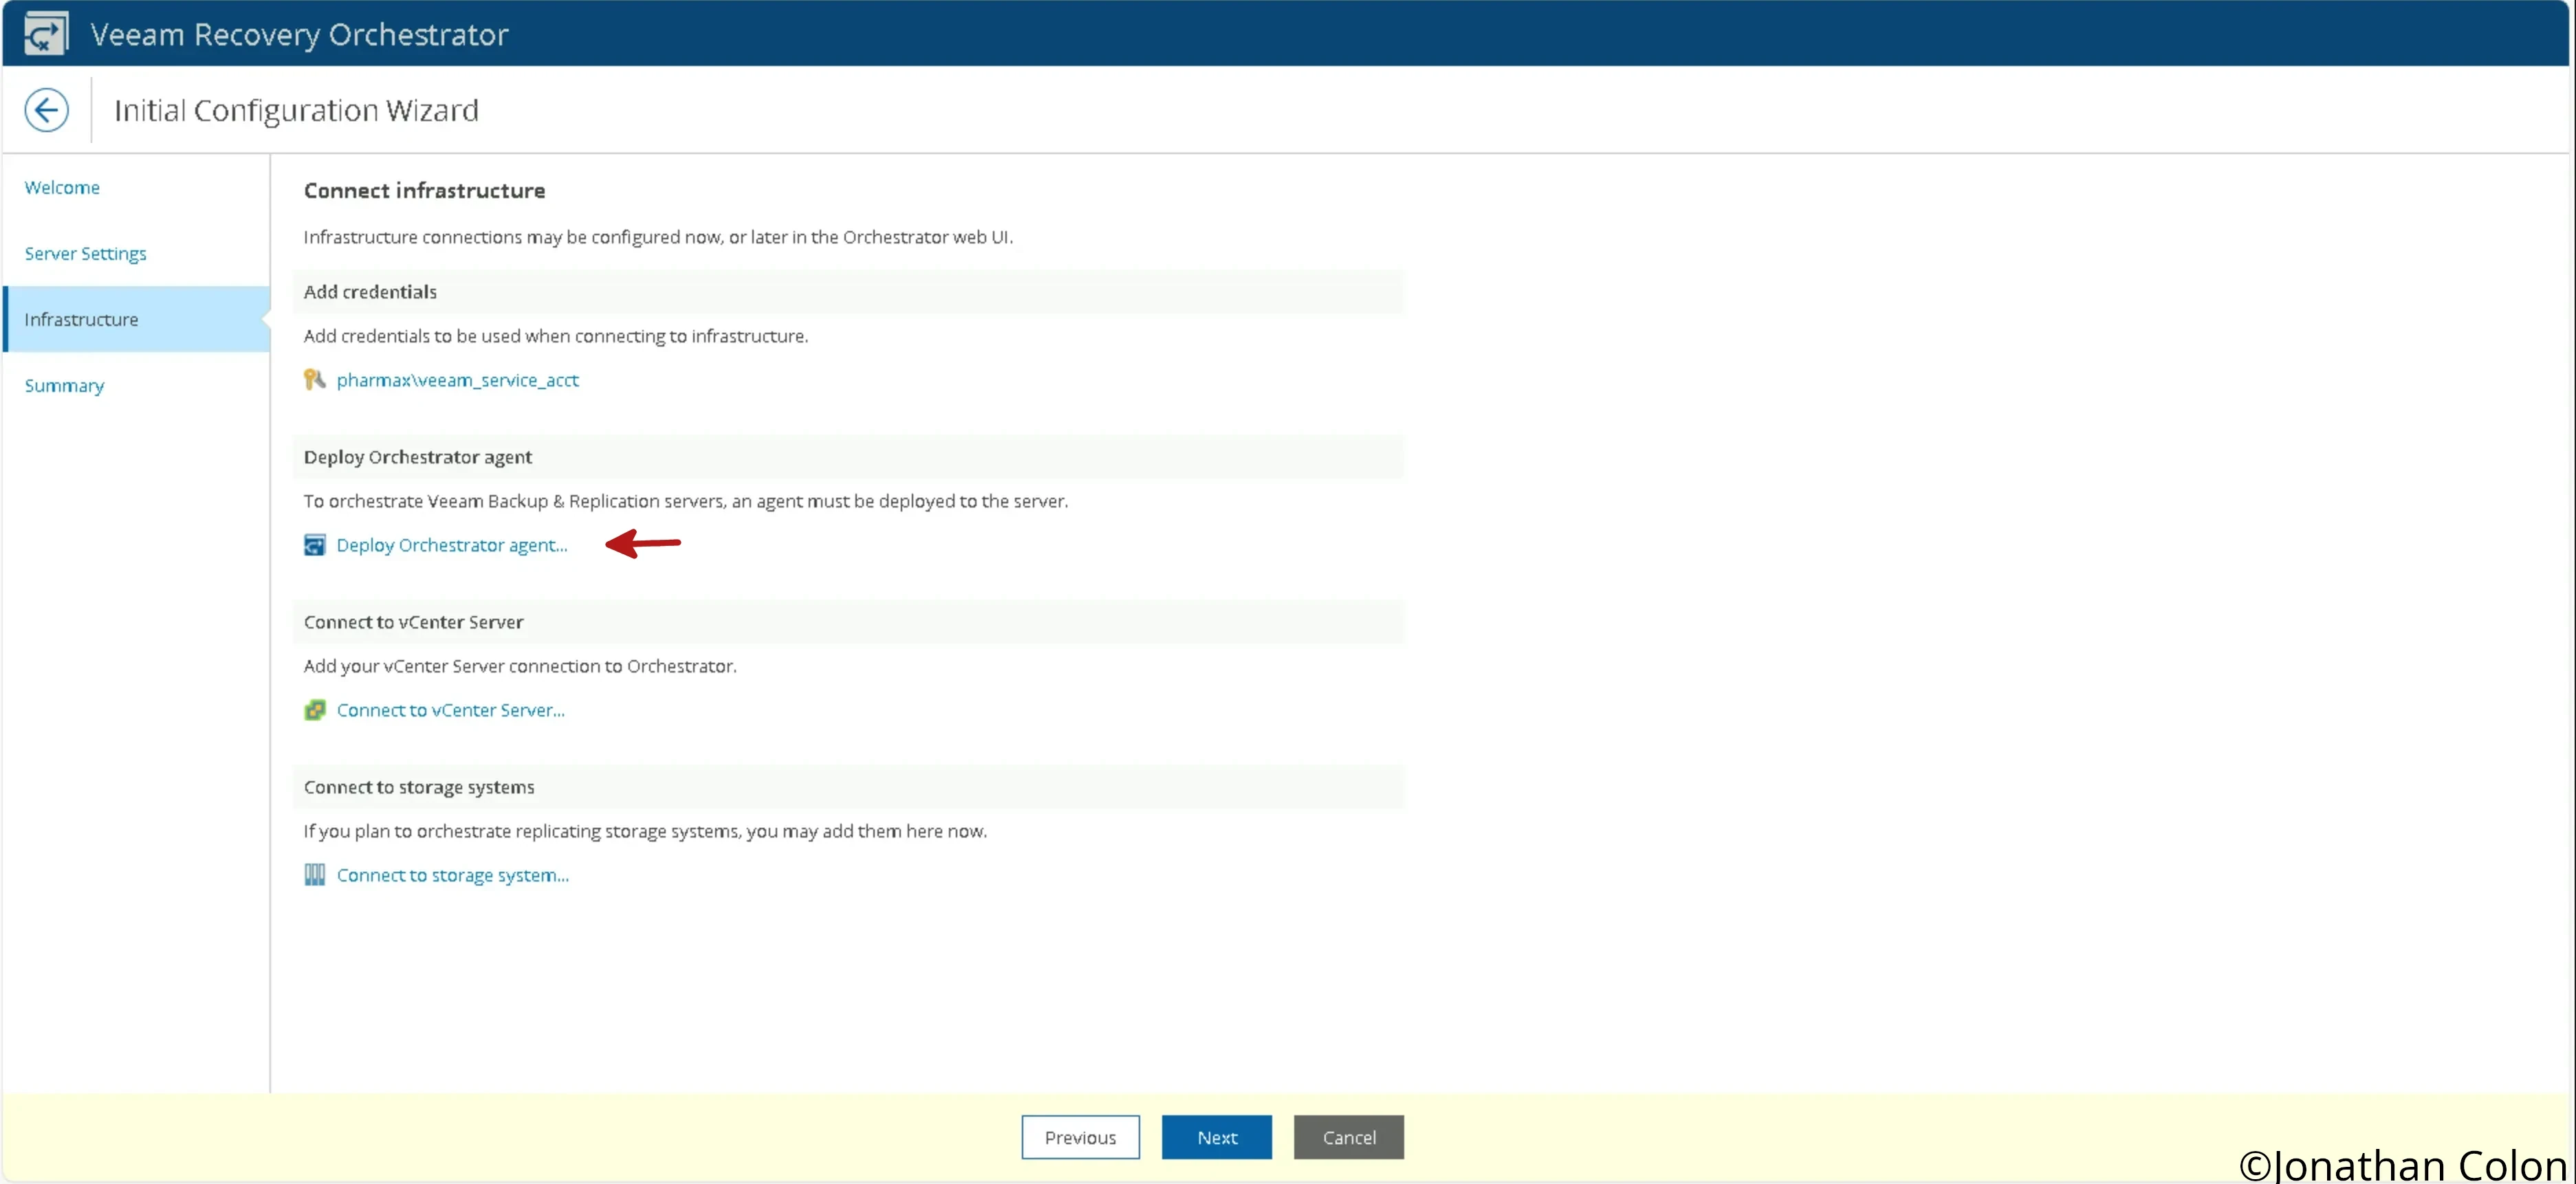 Veeam Recovery Orchestrator
Initial Configuration Wizard
Welcome
Server Settings
Infrastructure
Summary
Connect infrastructure
Infrastructure connections may be configured now, or later in the Orchestrator web UI.
Add credentials
Add credentials to be used when connecting to infrastructure.
pharmax\veeam_service_acct
Deploy Orchestrator agent
To orchestrate Veeam Backup & Replication servers, an agent must be deployed to the server.
Deploy Orchestrator agent...
Connect to vCenter Server
Add your vCenter Server connection to Orchestrator.
Connect to vCenter Server...
Connect to storage systems
If you plan to orchestrate replicating storage systems, you may add them here now.
Connect to storage system...
Previous
Next
Cancel
©Jonathan Colon